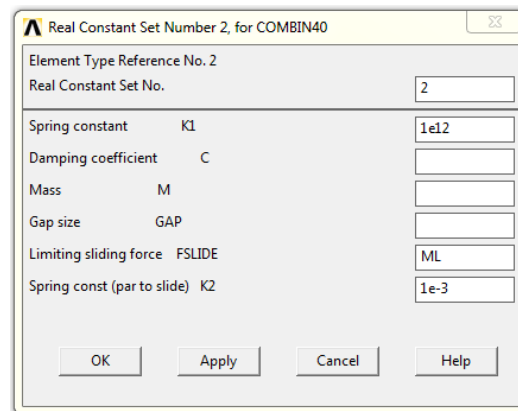 Real Constant Set Number 2, for COMBIN40
Element Type Reference No. 2
Real Constant Set No. 2
Spring constant K1 1e12
Damping coefficient C
Mass M
Gap size GAP
Limiting sliding force FSLIDE ML
Spring const (par to slide) K2 1e-3
OK Apply Cancel Help